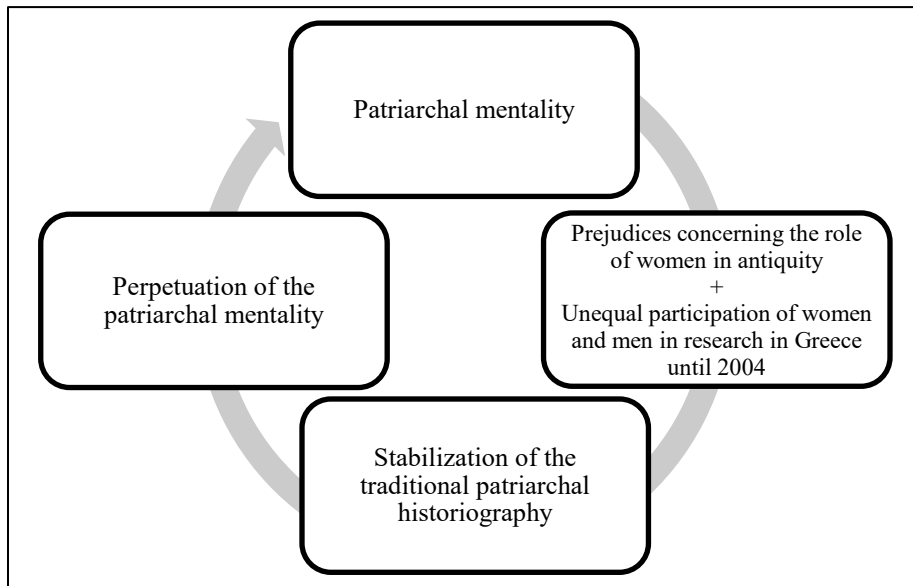 Patriarchal mentality
Prejudices concerning the role
of women in antiquity
+
Unequal participation of women
and men in research in Greece
until 2004
Stabilization of the
traditional patriarchal
historiography
Perpetuation of the
patriarchal mentality